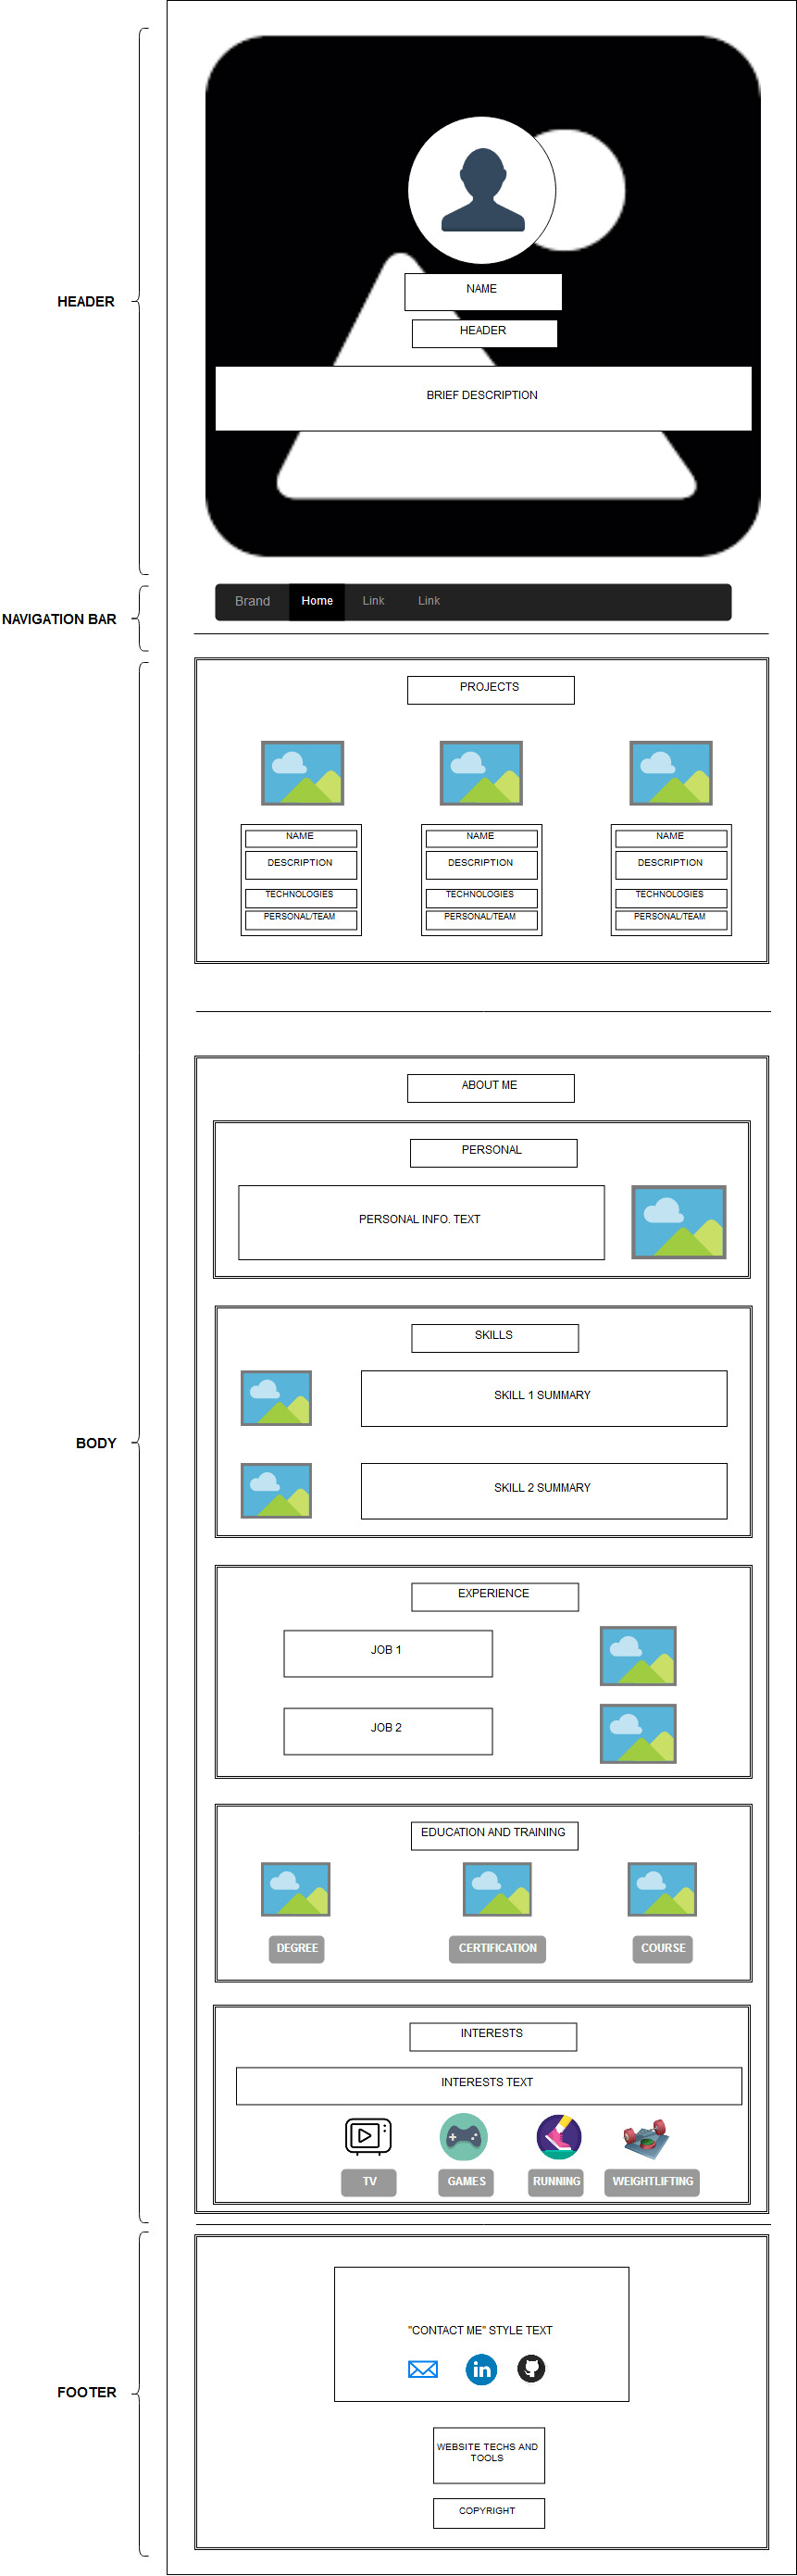 HEADER
NAME
HEADER
BRIEF DESCRIPTION
NAVIGATION BAR
Brand Home Link Link
PROJECTS
NAME NAME NAME
DESCRIPTION DESCRIPTION DESCRIPTION
TECHNOLOGIES TECHNOLOGIES TECHNOLOGIES
PERSONAL/TEAM PERSONAL/TEAM PERSONAL/TEAM
ABOUT ME
PERSONAL
PERSONAL INFO. TEXT
SKILLS
SKILL 1 SUMMARY
BODY
SKILL 2 SUMMARY
EXPERIENCE
JOB 1
JOB 2
EDUCATION AND TRAINING
DEGREE CERTIFICATION COURSE
INTERESTS
INTERESTS TEXT
TV GAMES RUNNING WEIGHTLIFTING
"CONTACT ME" STYLE TEXT
in
FOOTER
WEBSITE TECHS AND
TOOLS
COPYRIGHT